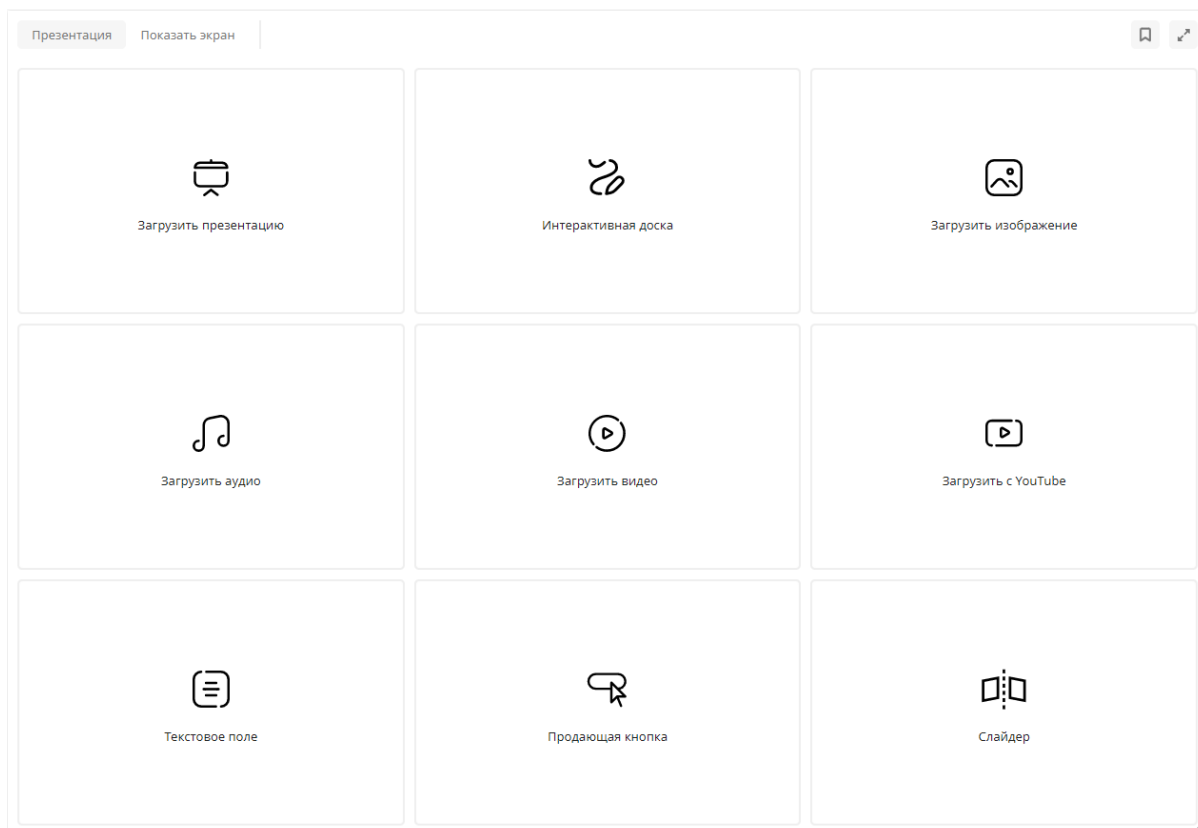 Презентация
Показать экран
Загрузить презентацию
Интерактивная доска
Загрузить изображение
Загрузить аудио
Загрузить видео
Загрузить с YouTube
Текстовое поле
Продающая кнопка
Слайдер